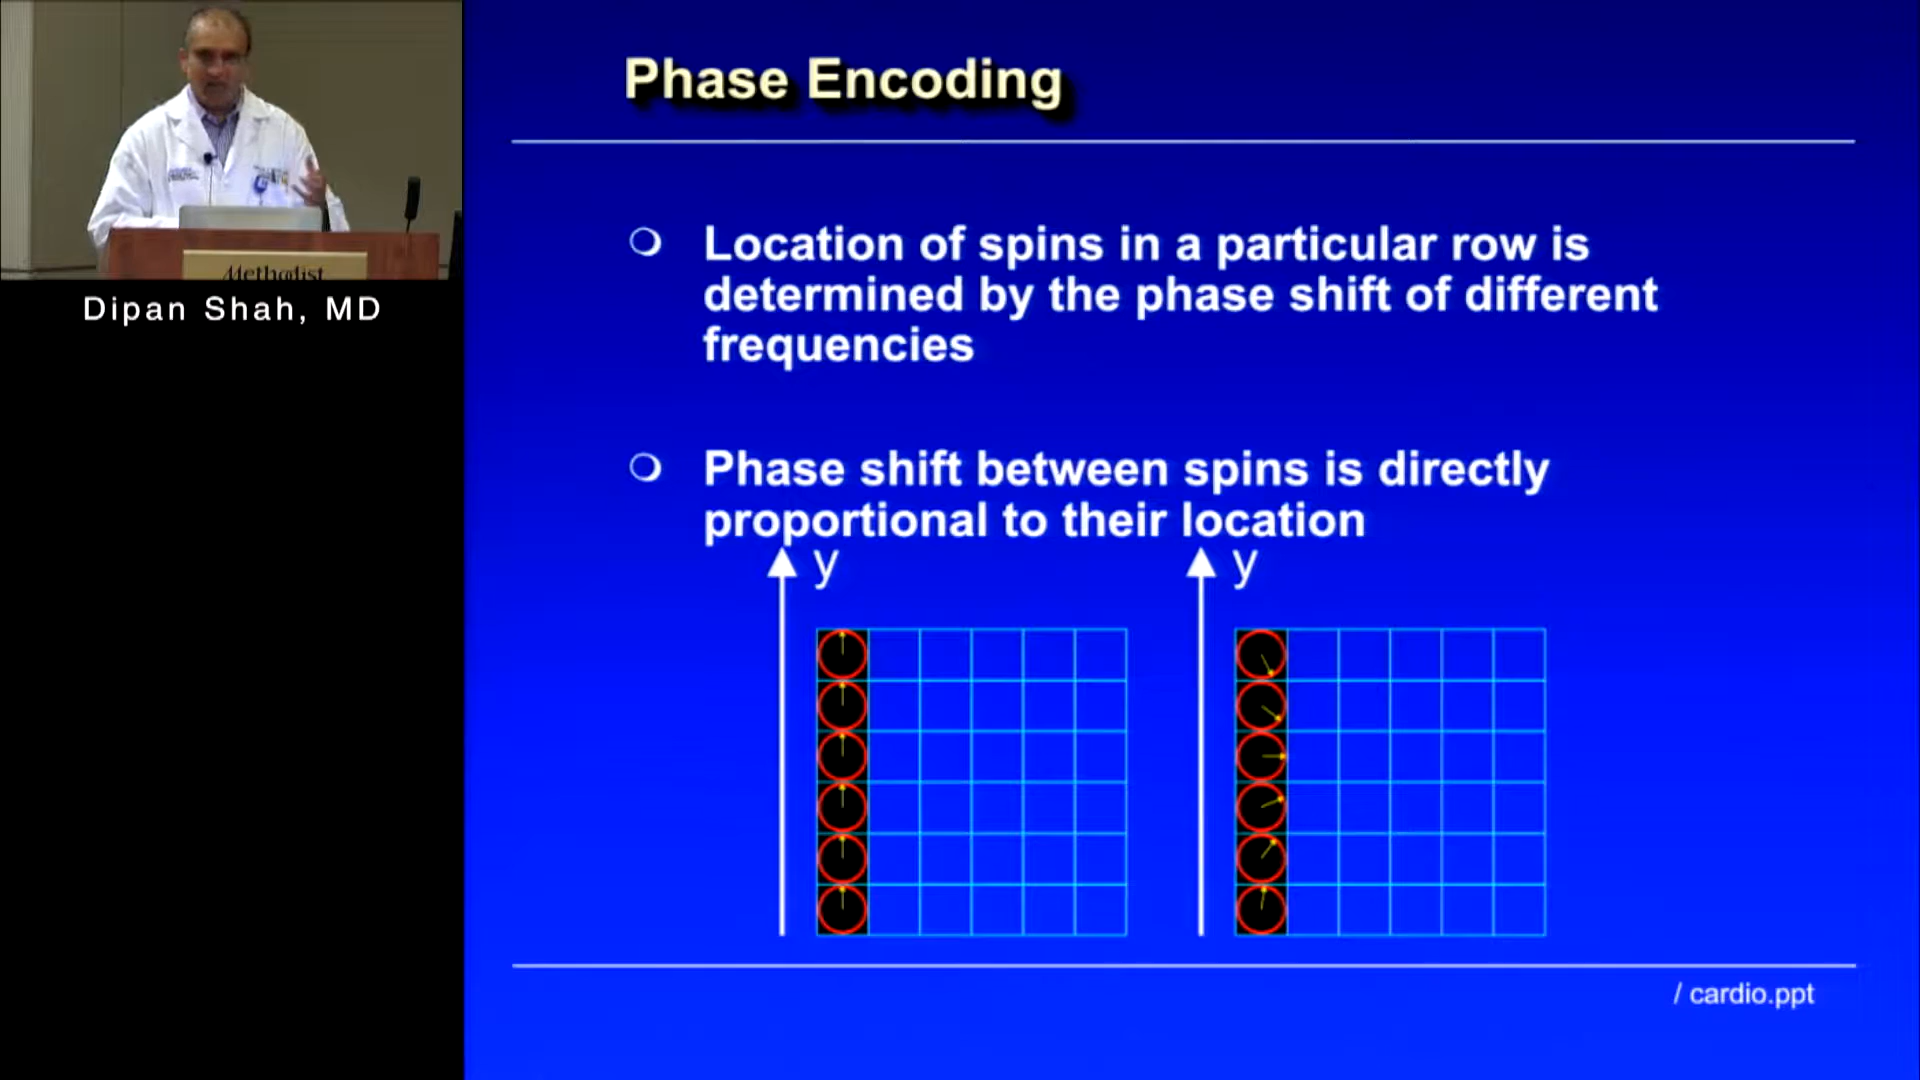 Phase Encoding
Location of spins in a particular row is
determined by the phase shift of different
frequencies
Phase shift between spins is directly
proportional to their location
y
y
/ cardio.ppt
Methodist
Dipan Shah, MD